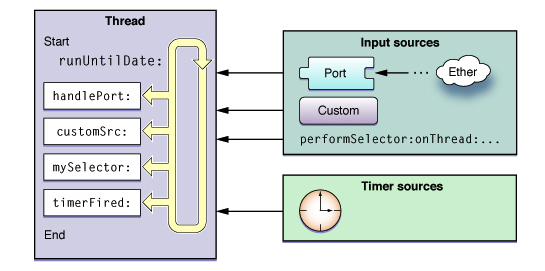 Thread
Start
runUntilDate:
handlePort:
customSrc:
mySelector:
timerFired:
End
Input sources
Port
... Ether
Custom
performSelector:onThread:...
Timer sources